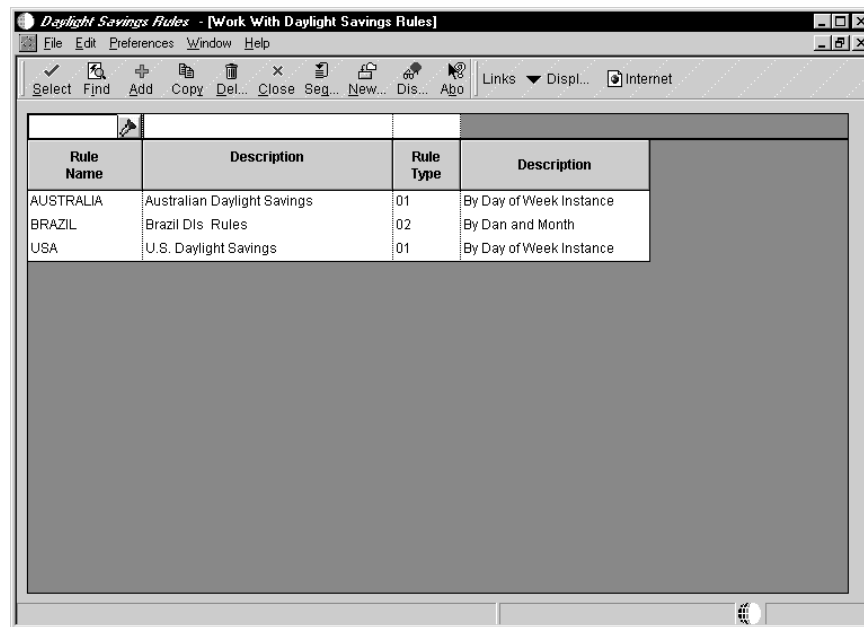 Daylight Savings Rules - [Work With Daylight Savings Rules]
File Edit Preferences Window Help
Select Find Add Copy Del... Close Seq... New... Dis... Abo Links Displ... Internet
Rule Name Description Rule Type Description
AUSTRALIA Australian Daylight Savings 01 By Day of Week Instance
BRAZIL Brazil Dls Rules 02 By Dan and Month
USA U.S. Daylight Savings 01 By Day of Week Instance